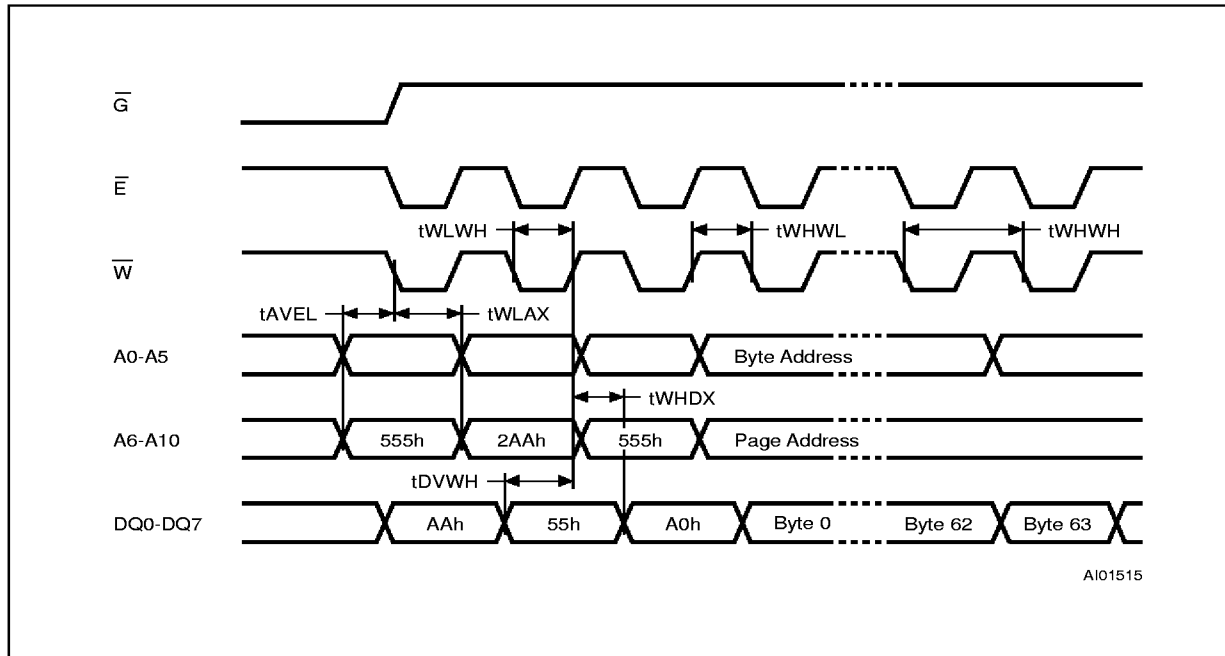 G̅
E̅
tWLWH tWHWL tWHWH
W̅
tAVEL tWLAX
A0-A5 Byte Address
tWHDX
A6-A10 555h 2AAh 555h Page Address
tDVWH
DQ0-DQ7 AAh 55h A0h Byte 0 Byte 62 Byte 63
AI01515